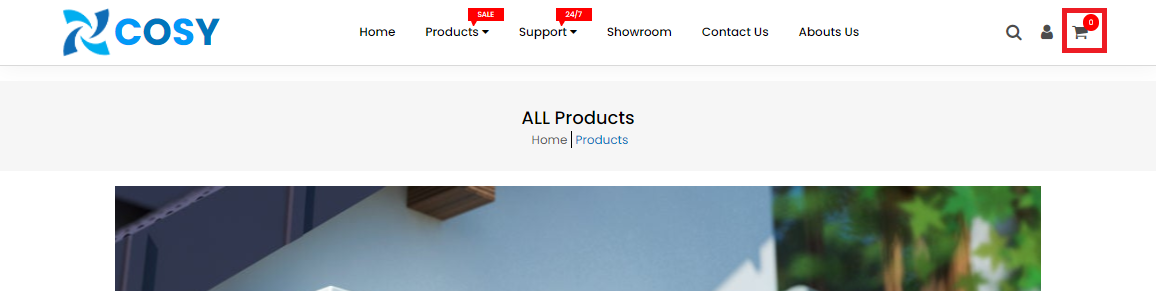 COSY
Home
SALE
Products
24/7
Support
Showroom
Contact Us
Abouts Us
0
ALL Products
Home
Products